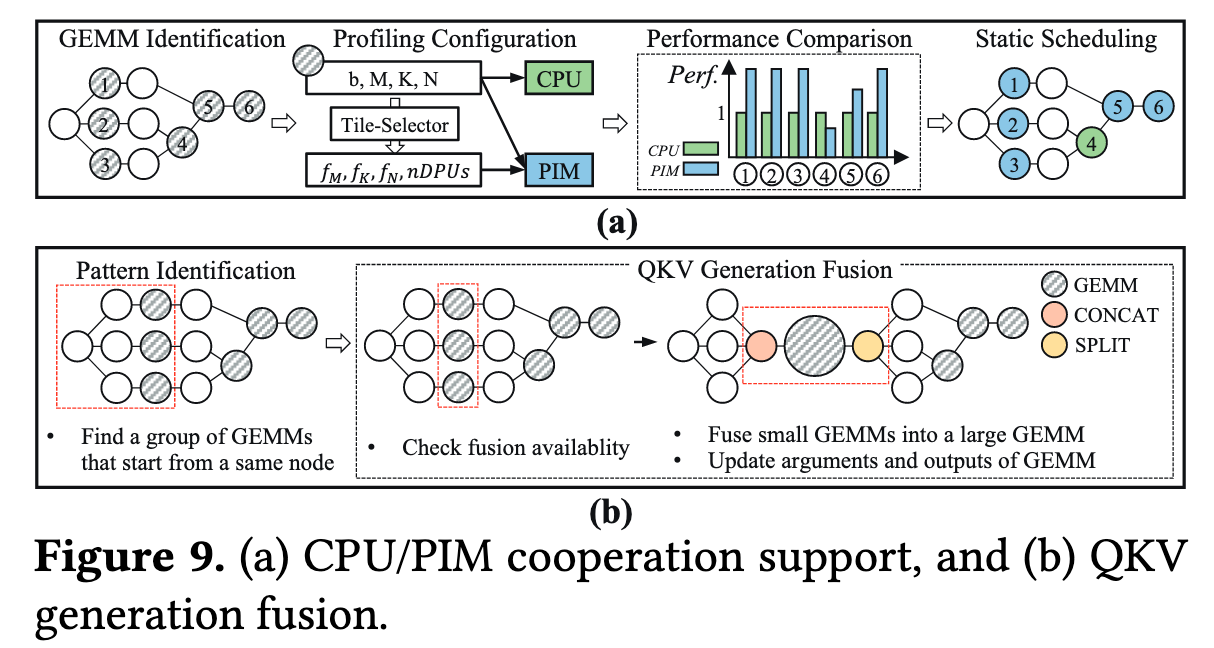 GEMM Identification
Profiling Configuration
Performance Comparison
Static Scheduling
1
2
3
4
5
6
b, M, K, N
Tile-Selector
f_M, f_K, f_N, nDPUs
CPU
PIM
Perf.
1
CPU
PIM
1 2 3 4 5 6
1
2
3
4
5
6
(a)
Pattern Identification
QKV Generation Fusion
GEMM
CONCAT
SPLIT
• Find a group of GEMMs
that start from a same node
• Check fusion availablity
• Fuse small GEMMs into a large GEMM
• Update arguments and outputs of GEMM
(b)
Figure 9. (a) CPU/PIM cooperation support, and (b) QKV
generation fusion.